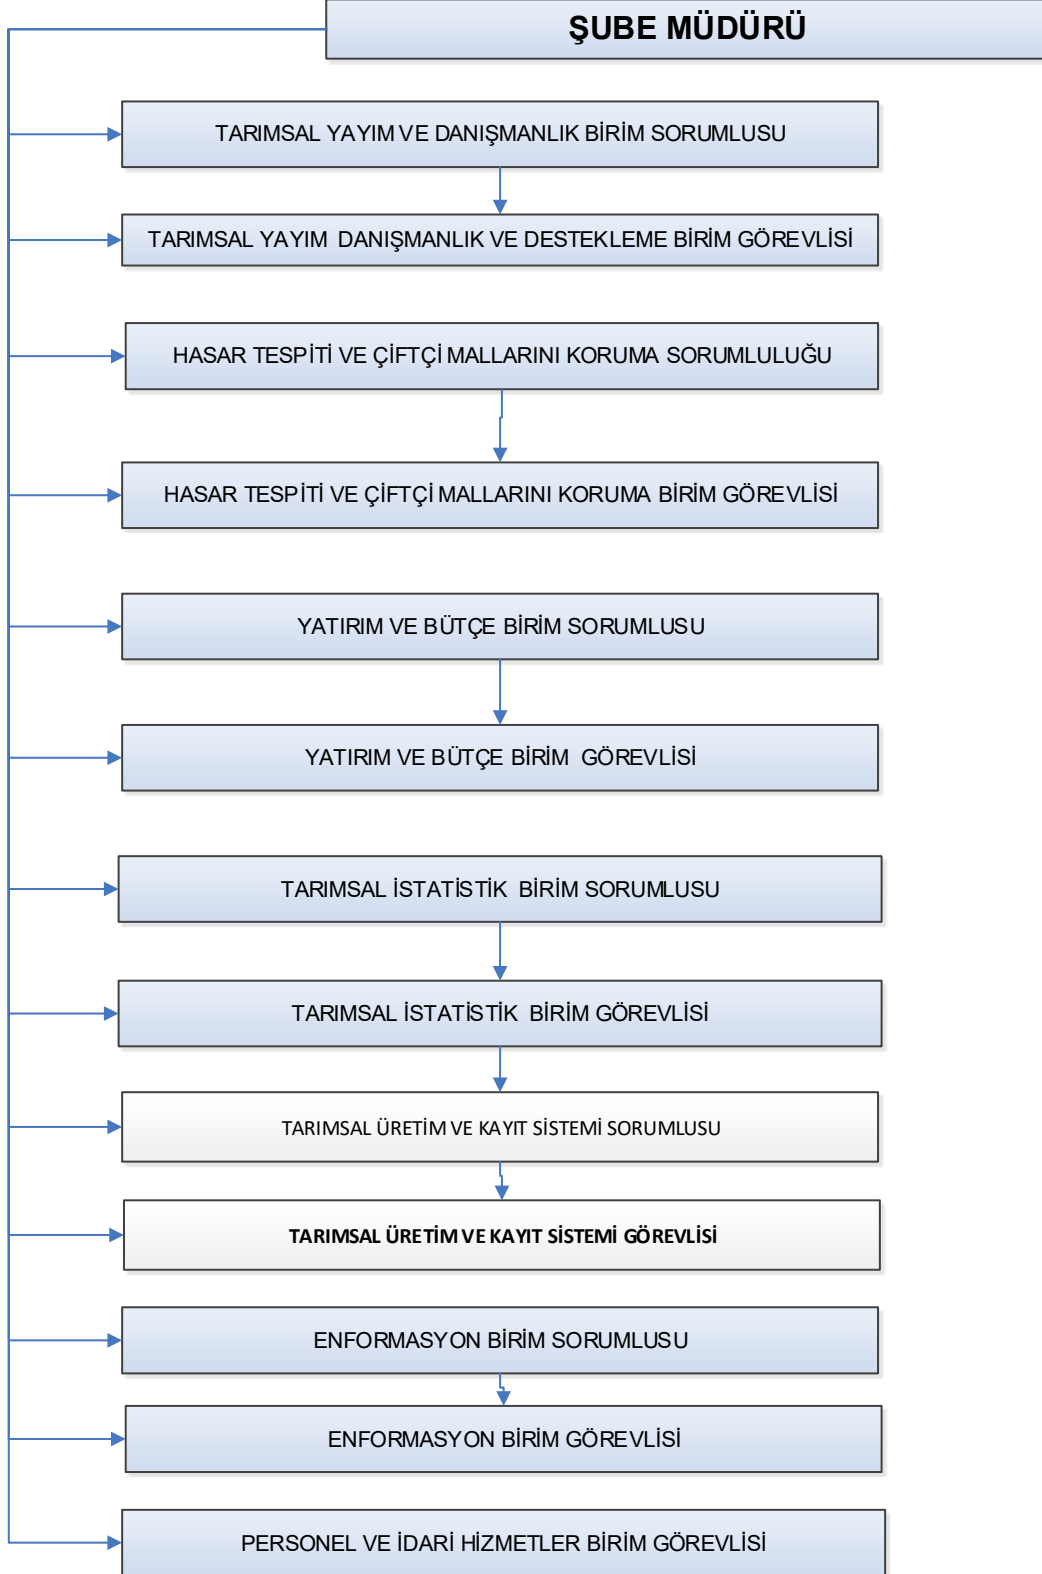 ŞUBE MÜDÜRÜ
TARIMSAL YAYIM VE DANIŞMANLIK BİRİM SORUMLUSU
TARIMSAL YAYIM DANIŞMANLIK VE DESTEKLEME BİRİM GÖREVLİSİ
HASAR TESPİTİ VE ÇİFTÇİ MALLARINI KORUMA SORUMLULUĞU
HASAR TESPİTİ VE ÇİFTÇİ MALLARINI KORUMA BİRİM GÖREVLİSİ
YATIRIM VE BÜTÇE BİRİM SORUMLUSU
YATIRIM VE BÜTÇE BİRİM GÖREVLİSİ
TARIMSAL İSTATİSTİK BİRİM SORUMLUSU
TARIMSAL İSTATİSTİK BİRİM GÖREVLİSİ
TARIMSAL ÜRETİM VE KAYIT SİSTEMİ SORUMLUSU
TARIMSAL ÜRETİM VE KAYIT SİSTEMİ GÖREVLİSİ
ENFORMASYON BİRİM SORUMLUSU
ENFORMASYON BİRİM GÖREVLİSİ
PERSONEL VE İDARİ HİZMETLER BİRİM GÖREVLİSİ